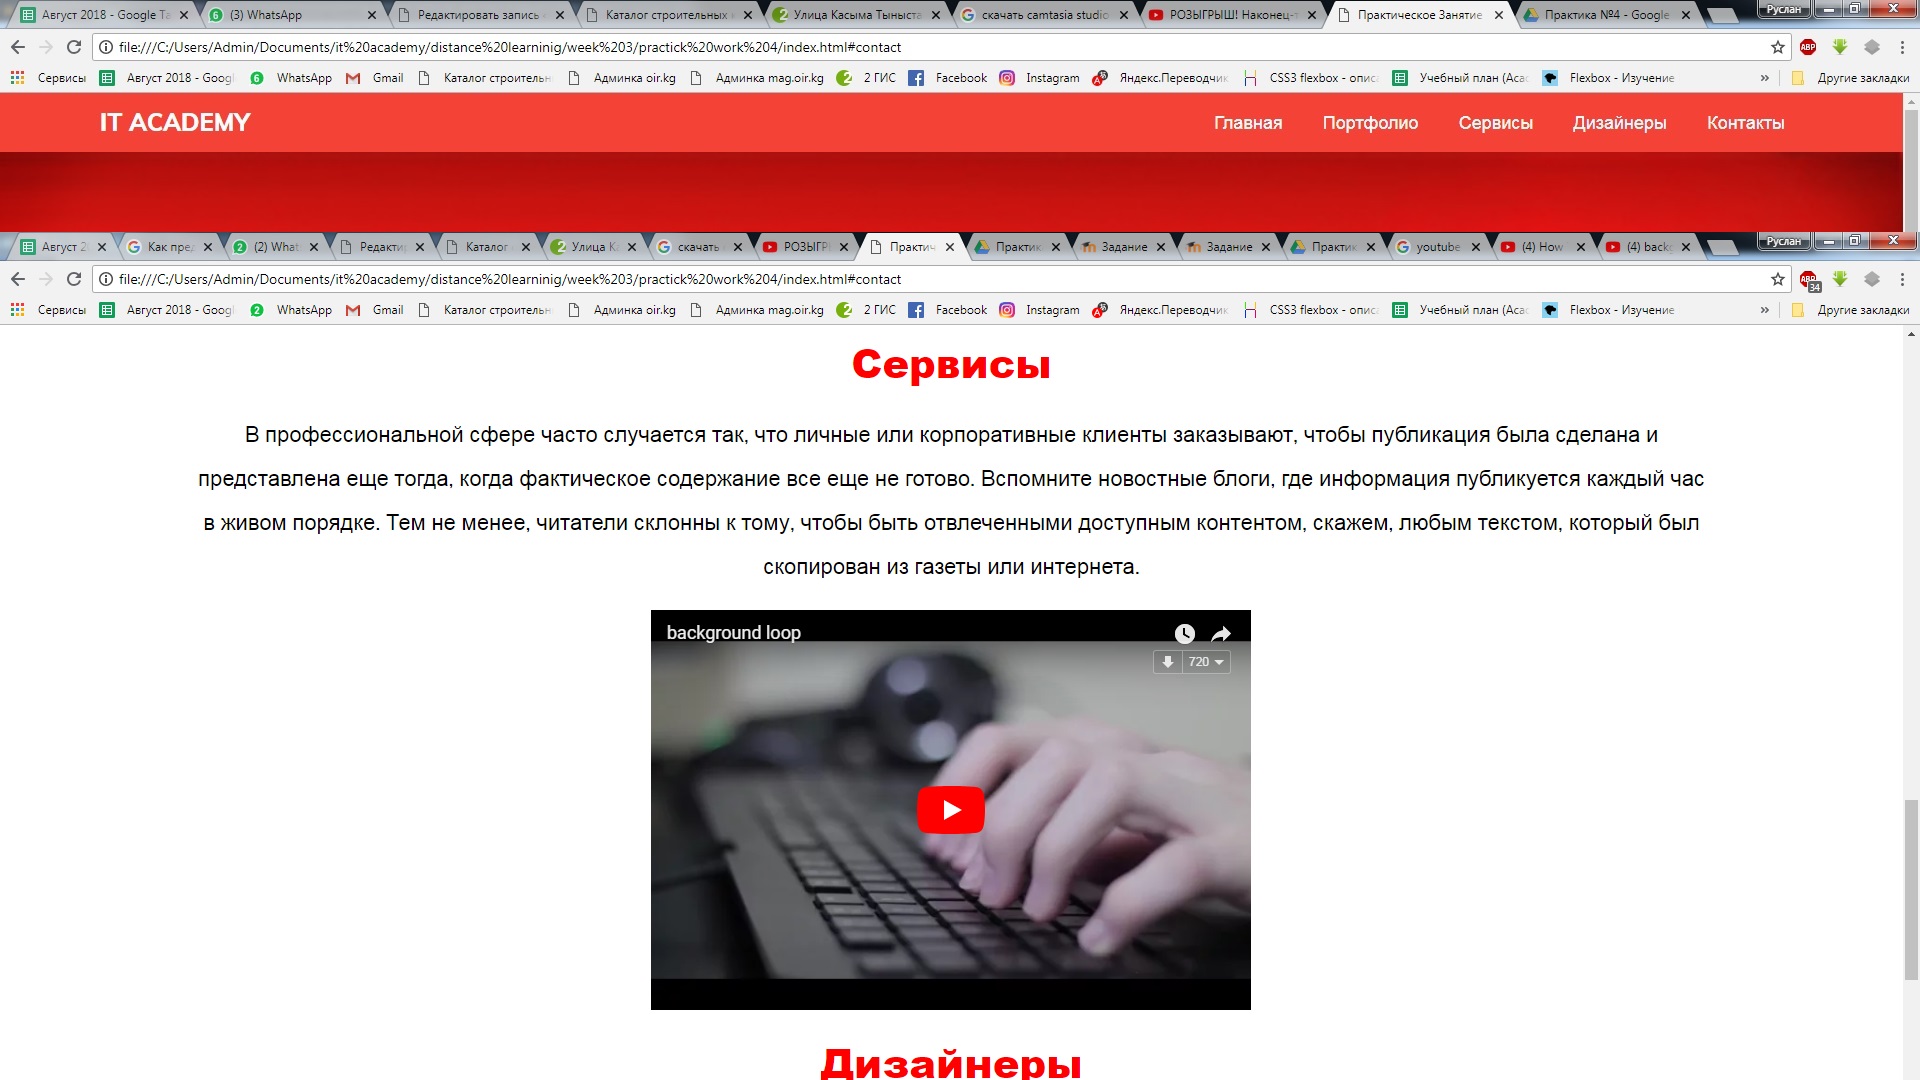 Август 2018 - Google Та
(3) WhatsApp
Редактировать запись
Каталог строительных
Улица Касыма Тыныста
скачать camtasia studio
РОЗЫГРЫШ! Наконец-т
Практическое Занятие
Практика №4 - Google
Руслан
file:///C:/Users/Admin/Documents/it%20academy/distance%20learninig/week%203/practick%20work%204/index.html#contact
ABP
Сервисы
Август 2018 - Googl
6
WhatsApp
Gmail
Каталог строительн
Админка oir.kg
Админка mag.oir.kg
2 ГИС
Facebook
Instagram
Яндекс.Переводчик
CSS3 flexbox - опис
Учебный план (Aca
Flexbox - Изучение
»
Другие закладки
IT ACADEMY
Главная
Портфолио
Сервисы
Дизайнеры
Контакты
Август 2
Как пре
(2) What
Редакти
Каталог
Улица К
скачать
РОЗЫГР
Практич
Практик
Задание
Задание
Практик
youtube
(4) How
(4) back
Руслан
file:///C:/Users/Admin/Documents/it%20academy/distance%20learninig/week%203/practick%20work%204/index.html#contact
34
Сервисы
Август 2018 - Googl
2
WhatsApp
Gmail
Каталог строительн
Админка oir.kg
Админка mag.oir.kg
2 ГИС
Facebook
Instagram
Яндекс.Переводчик
CSS3 flexbox - опис
Учебный план (Aca
Flexbox - Изучение
»
Другие закладки
Сервисы
В профессиональной сфере часто случается так, что личные или корпоративные клиенты заказывают, чтобы публикация была сделана и
представлена еще тогда, когда фактическое содержание все еще не готово. Вспомните новостные блоги, где информация публикуется каждый час
в живом порядке. Тем не менее, читатели склонны к тому, чтобы быть отвлеченными доступным контентом, скажем, любым текстом, который был
скопирован из газеты или интернета.
background loop
720
Дизайнеры